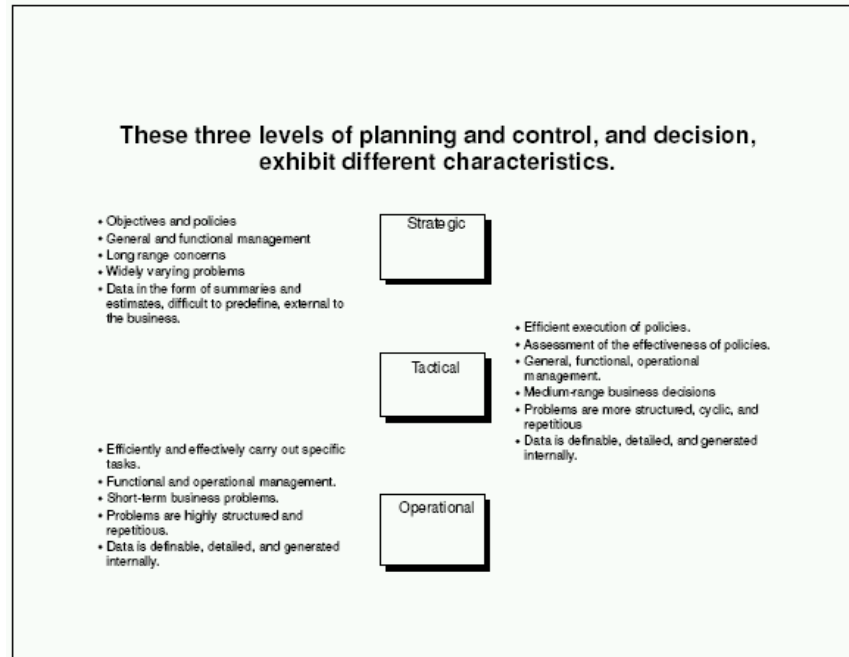 These three levels of planning and control, and decision,
exhibit different characteristics.
• Objectives and policies
• General and functional management
• Long range concerns
• Widely varying problems
• Data in the form of summaries and
estimates, difficult to predefine, external to
the business.
Strategic
• Efficient execution of policies.
• Assessment of the effectiveness of policies.
• General, functional, operational
management.
• Medium-range business decisions
• Problems are more structured, cyclic, and
repetitious
• Data is definable, detailed, and generated
internally.
Tactical
• Efficiently and effectively carry out specific
tasks.
• Functional and operational management.
• Short-term business problems.
• Problems are highly structured and
repetitious.
• Data is definable, detailed, and generated
internally.
Operational